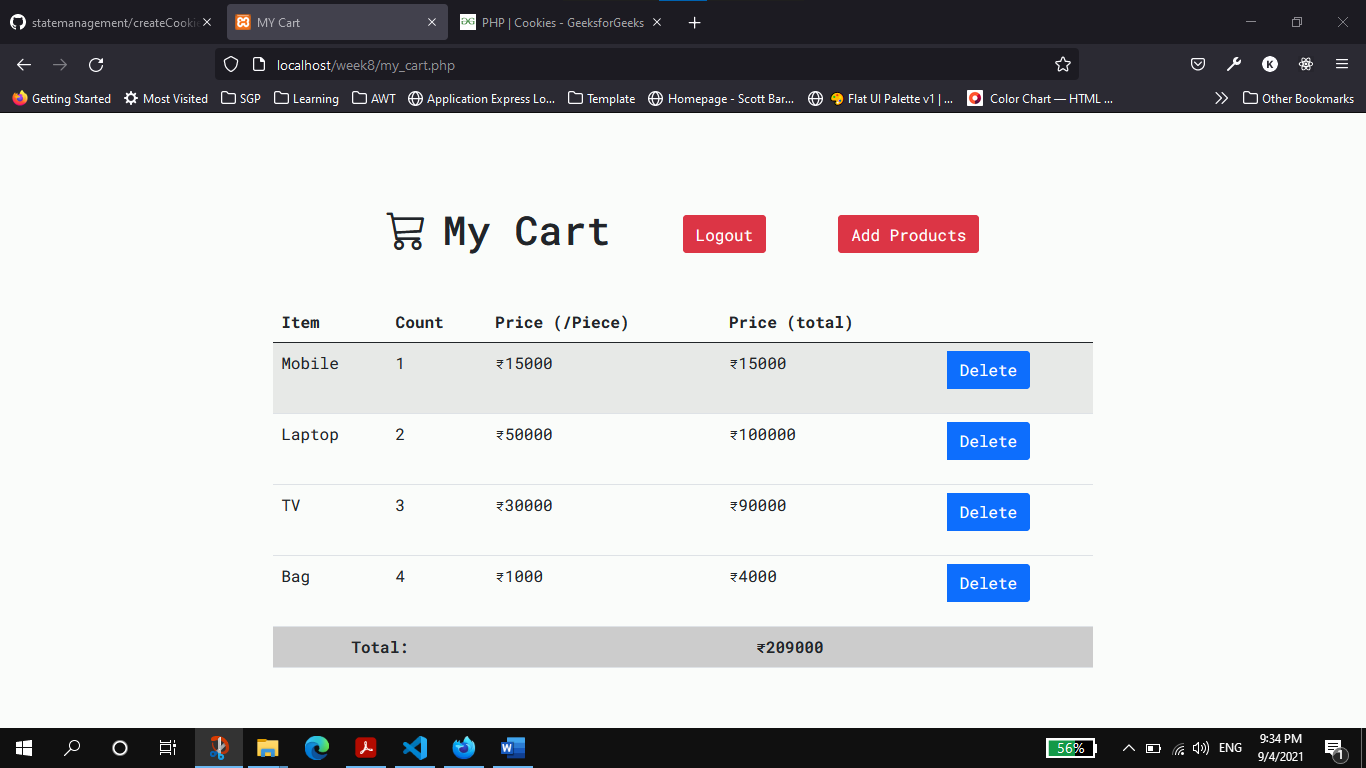 statemanagement/createCookie
MY Cart
PHP | Cookies - GeeksforGeeks
localhost/week8/my_cart.php
K
Getting Started
Most Visited
SGP
Learning
AWT
Application Express Lo...
Template
Homepage - Scott Bar...
Flat UI Palette v1 | ...
Color Chart — HTML ...
Other Bookmarks
My Cart
Logout
Add Products
Item Count Price (/Piece) Price (total)
Mobile 1 ₹15000 ₹15000 Delete
Laptop 2 ₹50000 ₹100000 Delete
TV 3 ₹30000 ₹90000 Delete
Bag 4 ₹1000 ₹4000 Delete
Total: ₹209000
56%
ENG
9:34 PM
9/4/2021
1